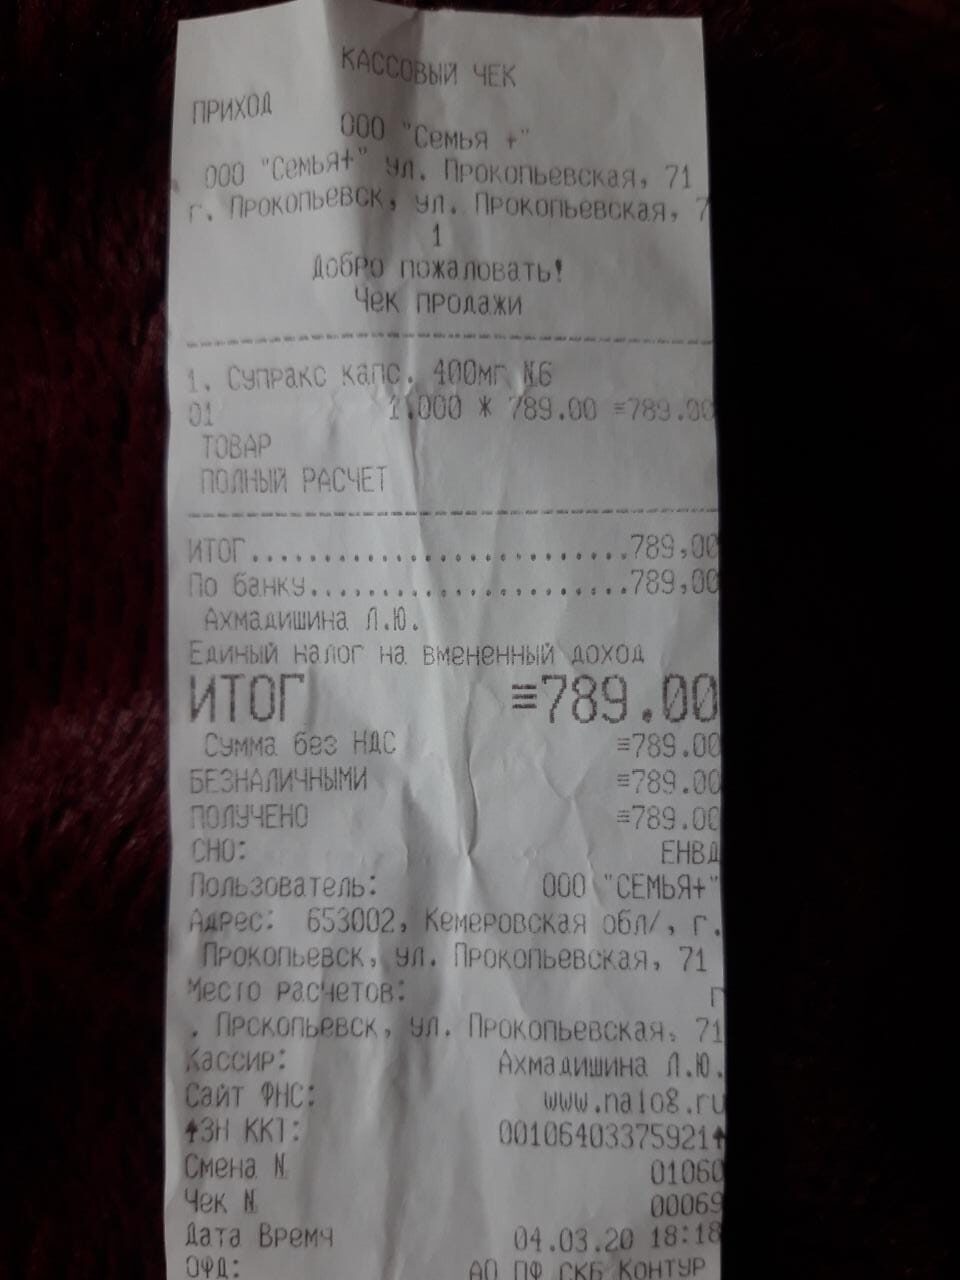 КАССОВЫЙ ЧЕК
ПРИХОД
ООО "Семья +"
ООО "Семья+" ул. Прокопьевская, 71
г. Прокопьевск, ул. Прокопьевская, 7
1
Добро пожаловать!
Чек продажи
1. Супракс капс. 400мг N6
01 1.000 * 789.00 =789.00
ТОВАР
ПОЛНЫЙ РАСЧЕТ
ИТОГ..........................789,00
По банку......................789,00
Ахмадишина Л.Ю.
Единый налог на вмененный доход
ИТОГ =789.00
Сумма без НДС =789.00
БЕЗНАЛИЧНЫМИ =789.00
ПОЛУЧЕНО =789.00
СНО: ЕНВД
Пользователь: ООО "СЕМЬЯ+"
Адрес: 653002, Кемеровская обл/, г.
Прокопьевск, ул. Прокопьевская, 71
Место расчетов: г
. Прокопьевск, ул. Прокопьевская, 71
Кассир: Ахмадишина Л.Ю.
Сайт ФНС: www.nalog.ru
↑ЗН ККТ: 00106403375921↑
Смена N 01060
Чек N 00069
Дата Время 04.03.20 18:18
ОФД: АО ПФ СКБ Контур